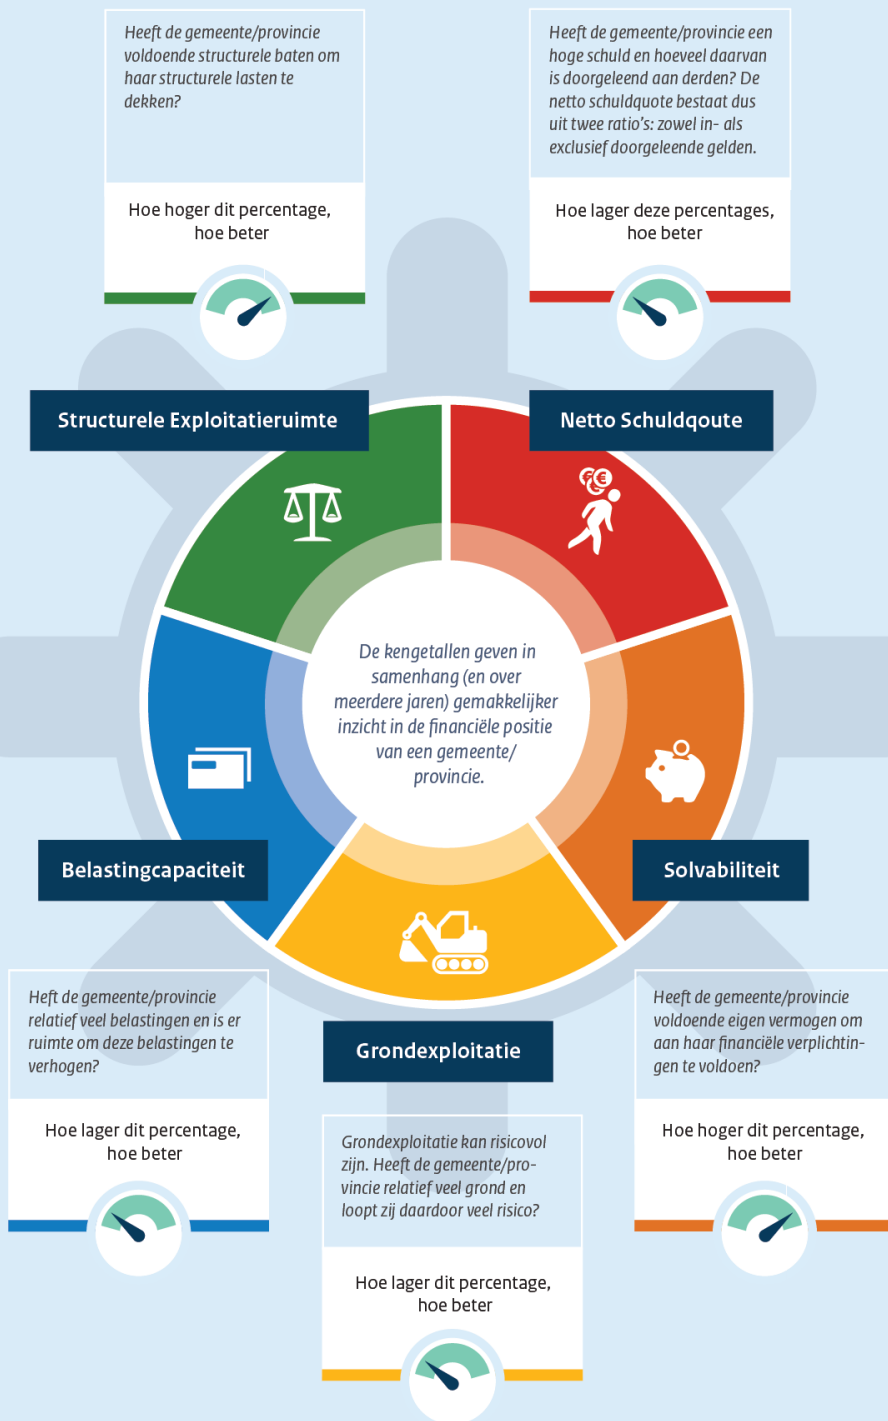 Heeft de gemeente/provincie
voldoende structurele baten om
haar structurele lasten te
dekken?
Hoe hoger dit percentage,
hoe beter
Heeft de gemeente/provincie een
hoge schuld en hoeveel daarvan
is doorgeleend aan derden? De
netto schuldquote bestaat dus
uit twee ratio's: zowel in- als
exclusief doorgeleende gelden.
Hoe lager deze percentages,
hoe beter
Structurele Exploitatieruimte
Netto Schuldqoute
De kengetallen geven in
samenhang (en over
meerdere jaren) gemakkelijker
inzicht in de financiële positie
van een gemeente/
provincie.
Belastingcapaciteit
Solvabiliteit
Grondexploitatie
Heft de gemeente/provincie
relatief veel belastingen en is er
ruimte om deze belastingen te
verhogen?
Hoe lager dit percentage,
hoe beter
Grondexploitatie kan risicovol
zijn. Heeft de gemeente/pro-
vincie relatief veel grond en
loopt zij daardoor veel risico?
Hoe lager dit percentage,
hoe beter
Heeft de gemeente/provincie
voldoende eigen vermogen om
aan haar financiële verplichtin-
gen te voldoen?
Hoe hoger dit percentage,
hoe beter